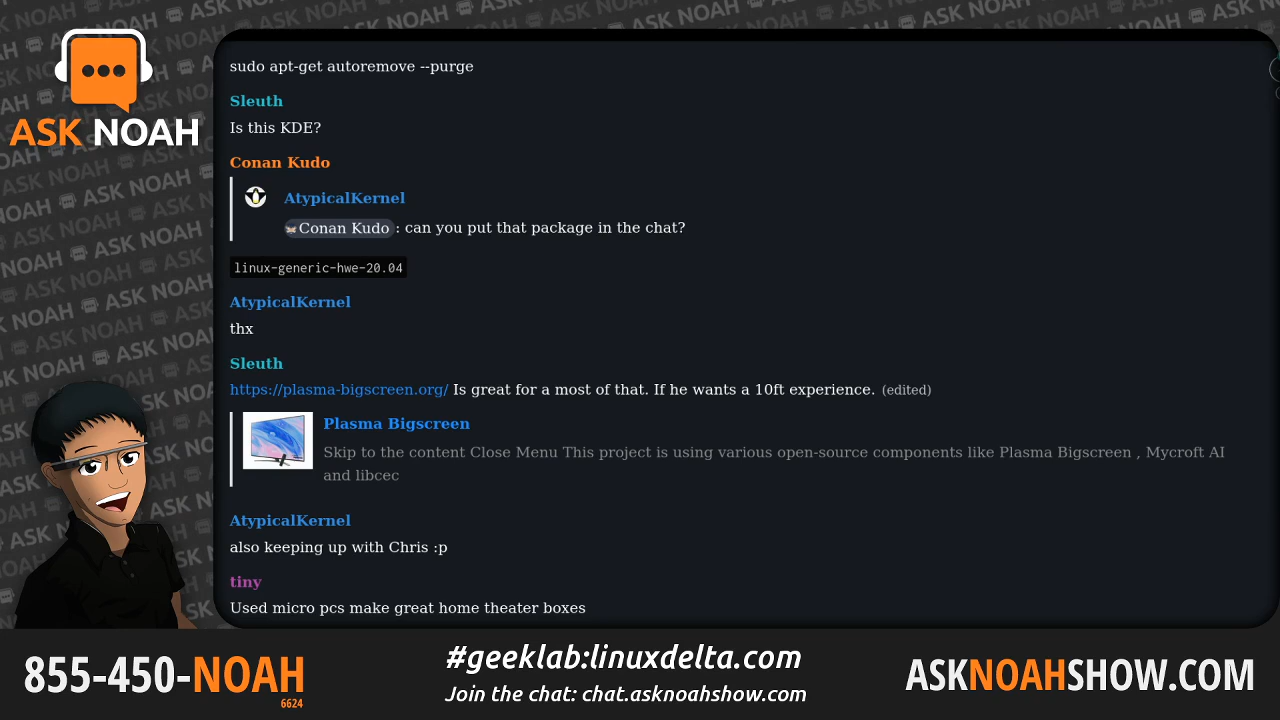 ASK NOAH
sudo apt-get autoremove --purge
Sleuth
Is this KDE?
Conan Kudo
AtypicalKernel
Conan Kudo : can you put that package in the chat?
linux-generic-hwe-20.04
AtypicalKernel
thx
Sleuth
https://plasma-bigscreen.org/ Is great for a most of that. If he wants a 10ft experience. (edited)
Plasma Bigscreen
Skip to the content Close Menu This project is using various open-source components like Plasma Bigscreen , Mycroft AI
and libcec
AtypicalKernel
also keeping up with Chris :p
tiny
Used micro pcs make great home theater boxes
855-450-NOAH
6624
#geeklab:linuxdelta.com
Join the chat: chat.asknoahshow.com
ASKNOAHSHOW.COM